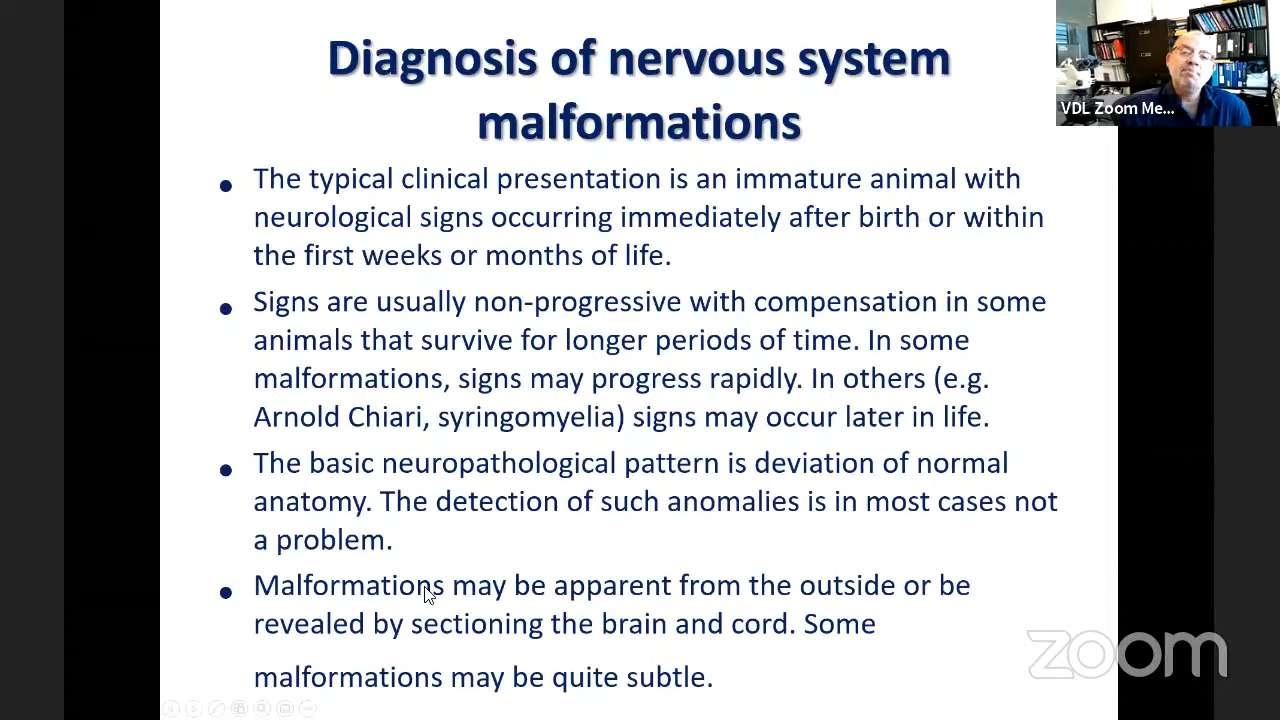 Diagnosis of nervous system
malformations
VDL Zoom Me...
• The typical clinical presentation is an immature animal with
neurological signs occurring immediately after birth or within
the first weeks or months of life.
• Signs are usually non-progressive with compensation in some
animals that survive for longer periods of time. In some
malformations, signs may progress rapidly. In others (e.g.
Arnold Chiari, syringomyelia) signs may occur later in life.
• The basic neuropathological pattern is deviation of normal
anatomy. The detection of such anomalies is in most cases not
a problem.
• Malformations may be apparent from the outside or be
revealed by sectioning the brain and cord. Some
malformations may be quite subtle.
zoom